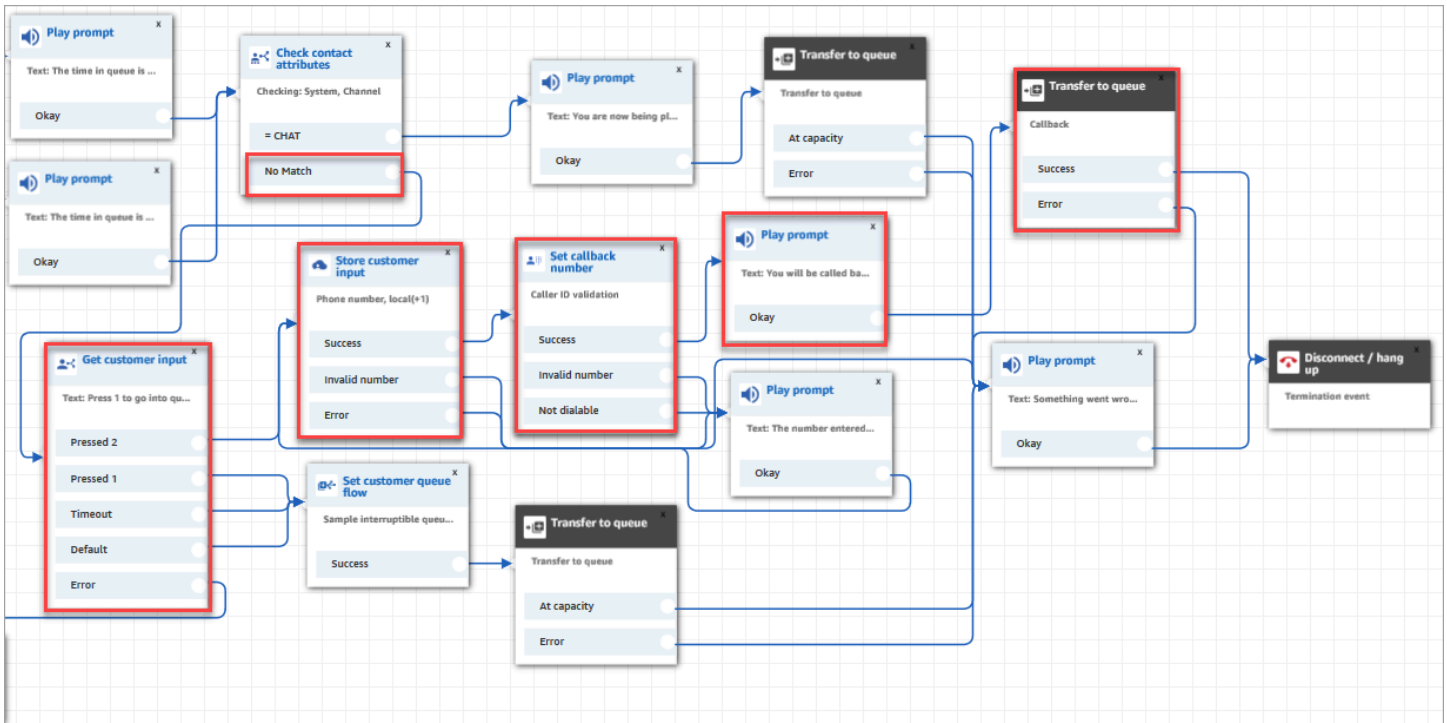 Play prompt
x
Text: The time in queue is ...
Okay
Play prompt
x
Text: The time in queue is ...
Okay
Check contact
attributes
x
Checking: System, Channel
= CHAT
No Match
Play prompt
x
Text: You are now being pl...
Okay
Transfer to queue
x
Transfer to queue
At capacity
Error
Transfer to queue
x
Callback
Success
Error
Get customer input
x
Text: Press 1 to go into qu...
Pressed 2
Pressed 1
Timeout
Default
Error
Store customer
input
x
Phone number, local(+1)
Success
Invalid number
Error
Set callback
number
x
Caller ID validation
Success
Invalid number
Not dialable
Play prompt
x
Text: You will be called ba...
Okay
Play prompt
x
Text: The number entered...
Okay
Play prompt
x
Text: Something went wro...
Okay
Disconnect / hang
up
x
Termination event
Set customer queue
flow
x
Sample interruptible queu...
Success
Transfer to queue
x
Transfer to queue
At capacity
Error